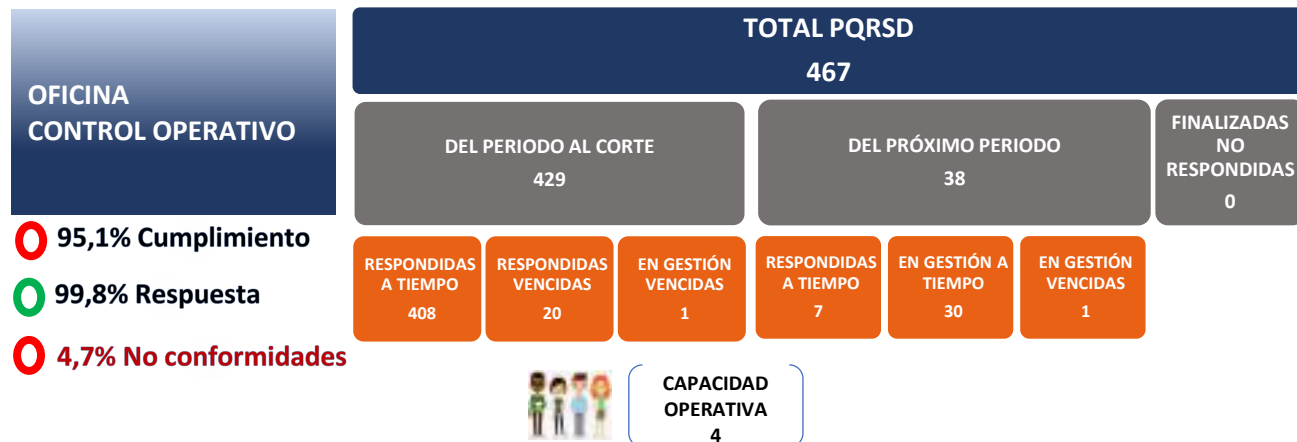 OFICINA
CONTROL OPERATIVO
95,1% Cumplimiento
99,8% Respuesta
4,7% No conformidades
TOTAL PQRSD
467
DEL PERIODO AL CORTE
429
DEL PRÓXIMO PERIODO
38
FINALIZADAS
NO
RESPONDIDAS
0
RESPONDIDAS
A TIEMPO
408
RESPONDIDAS
VENCIDAS
20
EN GESTIÓN
VENCIDAS
1
RESPONDIDAS
A TIEMPO
7
EN GESTIÓN A
TIEMPO
30
EN GESTIÓN
VENCIDAS
1
CAPACIDAD
OPERATIVA
4